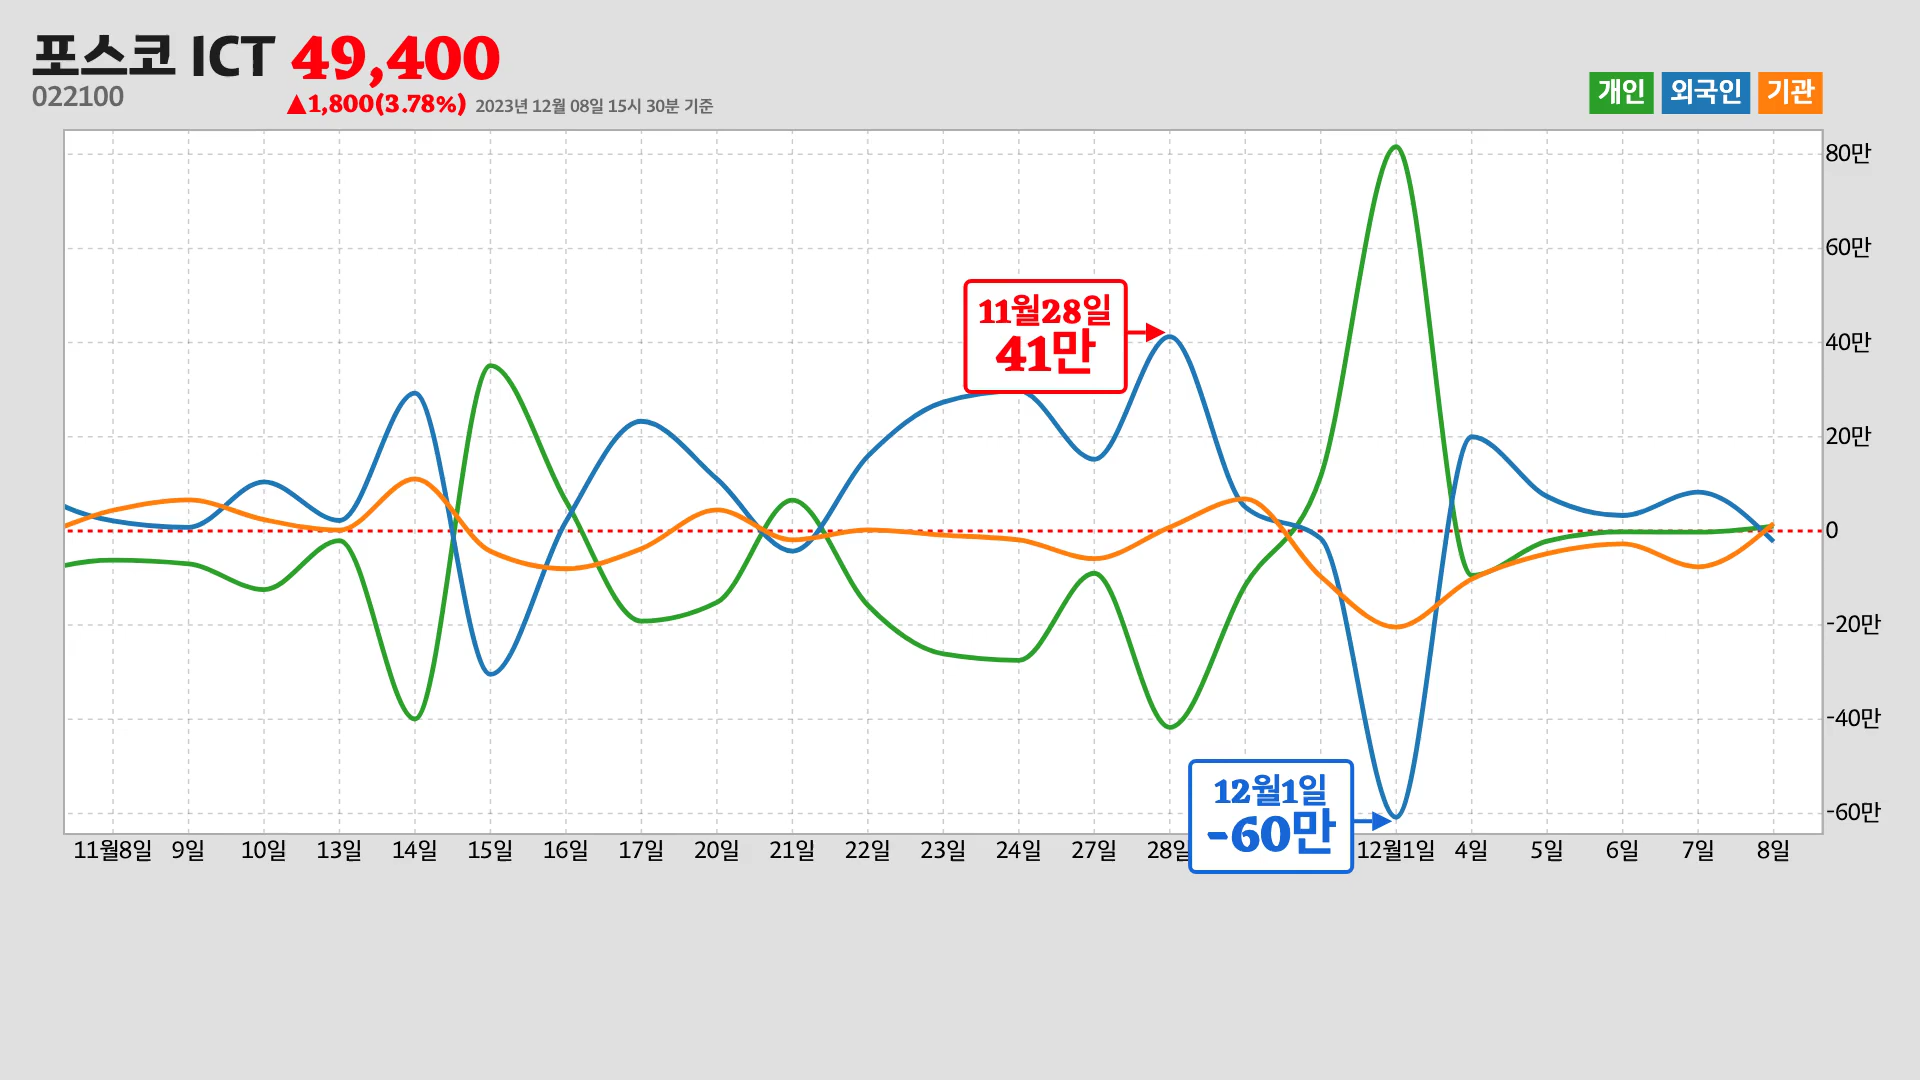 포스코 ICT 49,400
022100
▲1,800(3.78%) 2023년 12월 08일 15시 30분 기준
개인 외국인 기관
80만
60만
40만
20만
0
-20만
-40만
-60만
11월28일
41만
12월1일
-60만
11월8일 9일 10일 13일 14일 15일 16일 17일 20일 21일 22일 23일 24일 27일 28일 12월1일 4일 5일 6일 7일 8일